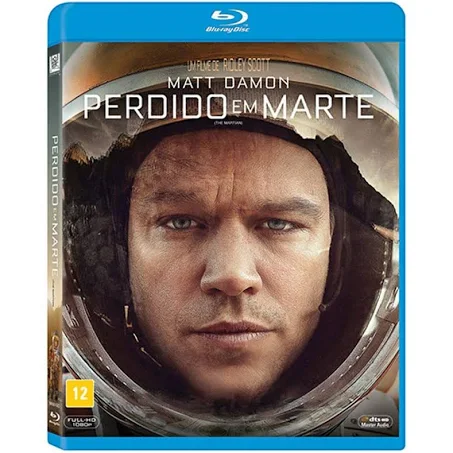 Blu-ray Disc
UM FILME DE RIDLEY SCOTT
MATT DAMON
PERDIDO EM MARTE
(THE MARTIAN)
PERDIDO EM MARTE
12
FULL-HD
1080p
dts-HD
Master Audio